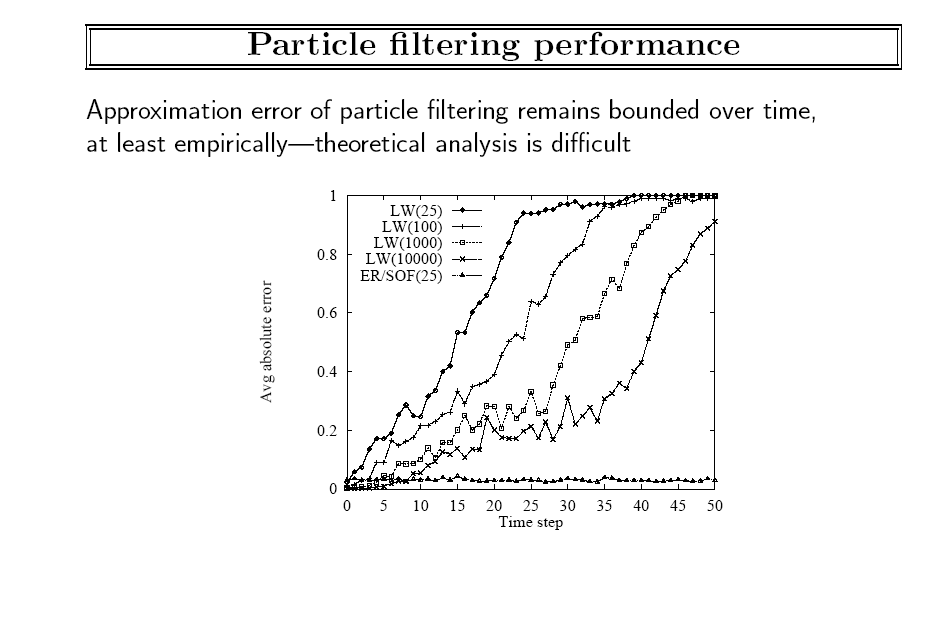 Particle filtering performance
Approximation error of particle filtering remains bounded over time,
at least empirically—theoretical analysis is difficult
1
0.8
0.6
0.4
0.2
0
Avg absolute error
LW(25)
LW(100)
LW(1000)
LW(10000)
ER/SOF(25)
0 5 10 15 20 25 30 35 40 45 50
Time step